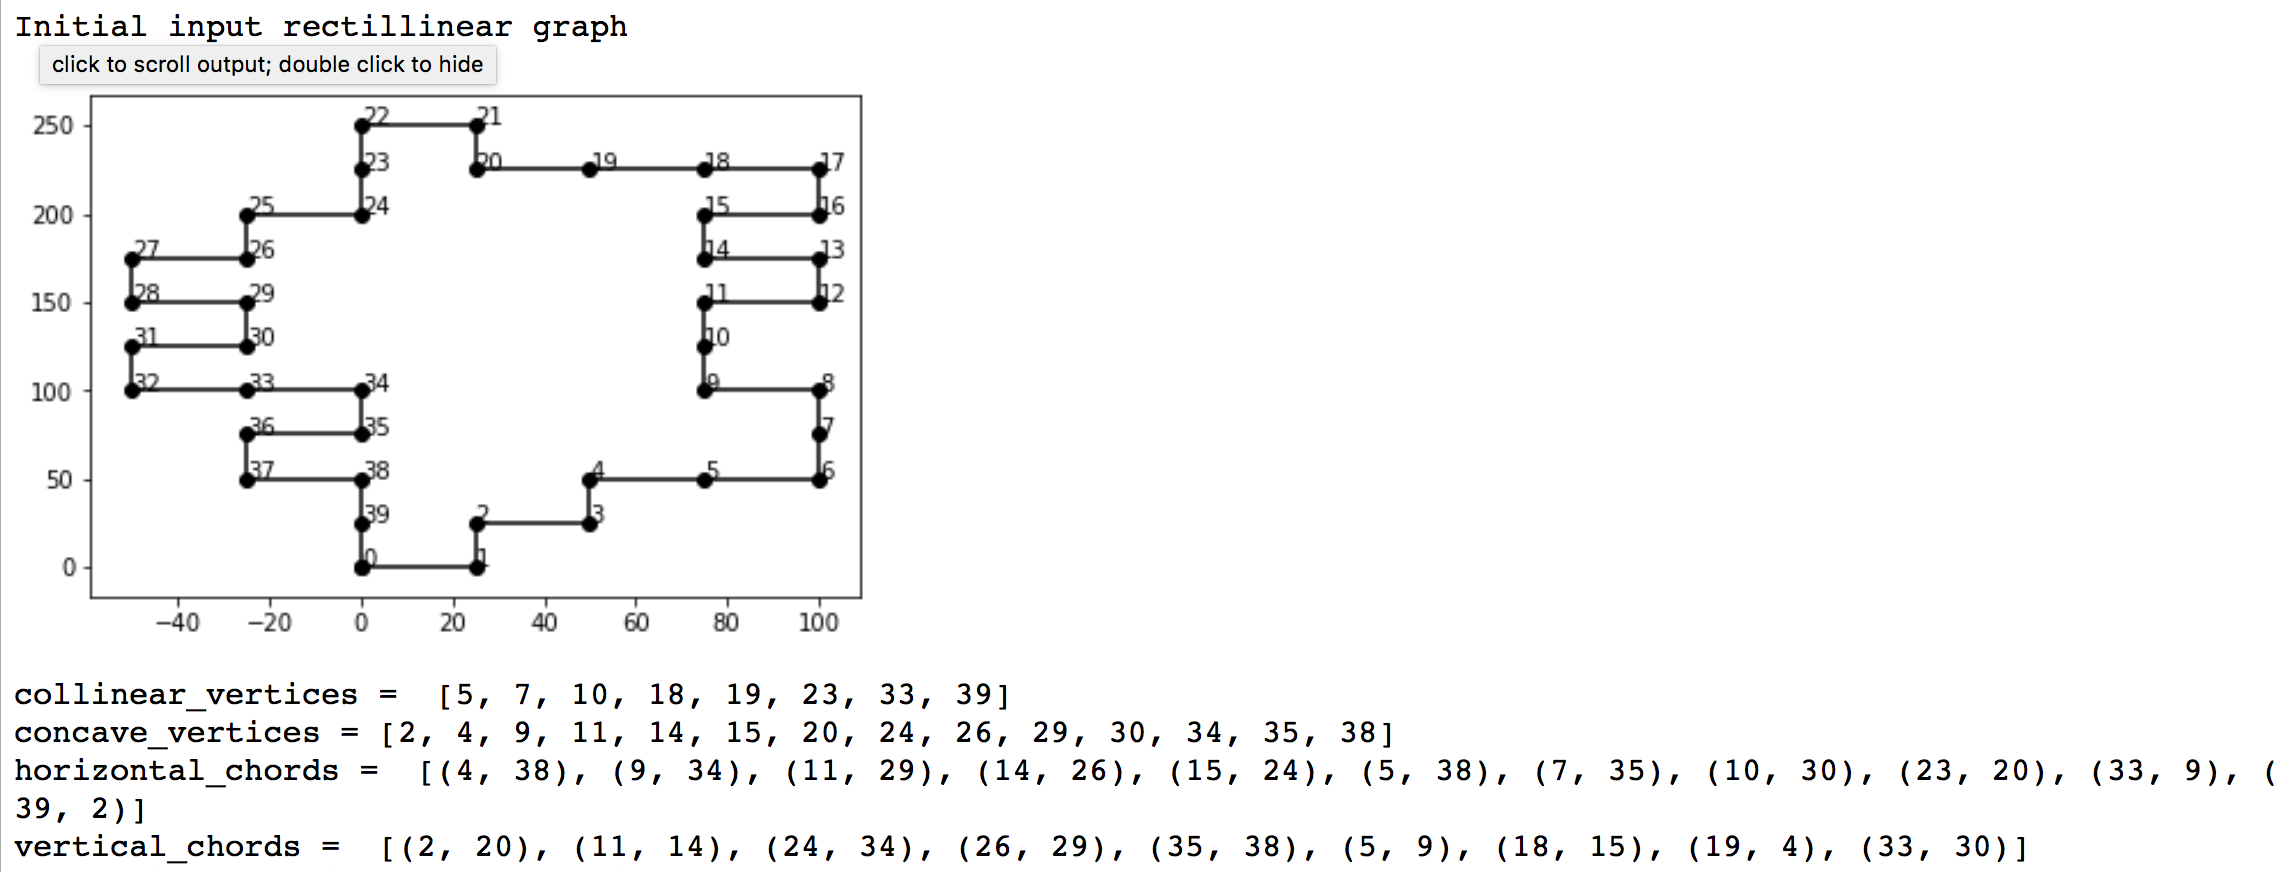 Initial input rectillinear graph
click to scroll output; double click to hide
22 21
250
23 20 19 18 17
25 24 15 16
200
27 26 14 13
28 29 11 12
150
31 30 10
32 33 34 9 8
100
36 35 7
37 38 4 5 6
50
39 2 3
0 1
0
−40 −20 0 20 40 60 80 100
collinear_vertices = [5, 7, 10, 18, 19, 23, 33, 39]
concave_vertices = [2, 4, 9, 11, 14, 15, 20, 24, 26, 29, 30, 34, 35, 38]
horizontal_chords = [(4, 38), (9, 34), (11, 29), (14, 26), (15, 24), (5, 38), (7, 35), (10, 30), (23, 20), (33, 9), (
39, 2)]
vertical_chords = [(2, 20), (11, 14), (24, 34), (26, 29), (35, 38), (5, 9), (18, 15), (19, 4), (33, 30)]